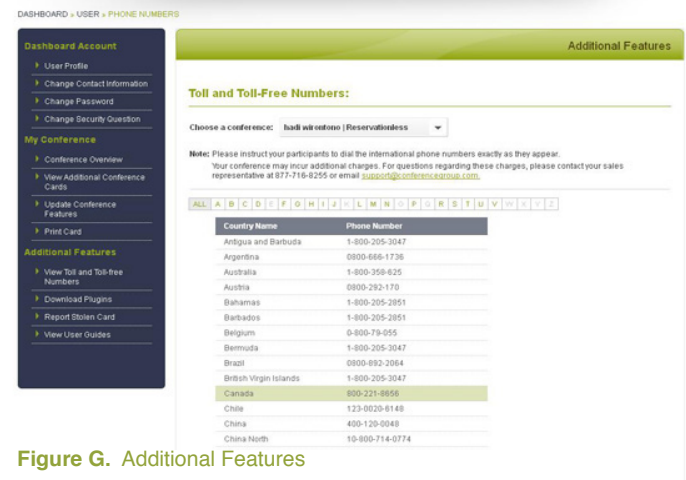 DASHBOARD » USER » PHONE NUMBERS
Dashboard Account
User Profile
Change Contact Information
Change Password
Change Security Question
My Conference
Conference Overview
View Additional Conference
Cards
Update Conference
Features
Print Card
Additional Features
View Toll and Toll-free
Numbers
Download Plugins
Report Stolen Card
View User Guides
Additional Features
Toll and Toll-Free Numbers:
Choose a conference: hadi wirontono | Reservationless
Note: Please instruct your participants to dial the international phone numbers exactly as they appear.
Your conference may incur additional charges. For questions regarding these charges, please contact your sales
representative at 877-716-8255 or email support@conferencegroup.com.
ALL A B C D E F G H I J K L M N O P Q R S T U V W X Y Z
Country Name Phone Number
Antigua and Barbuda 1-800-205-3047
Argentina 0800-666-1736
Australia 1-800-358-625
Austria 0800-292-170
Bahamas 1-800-205-2851
Barbados 1-800-205-2851
Belgium 0-800-79-055
Bermuda 1-800-205-3047
Brazil 0800-892-2064
British Virgin Islands 1-800-205-3047
Canada 800-221-8656
Chile 123-0020-6148
China 400-120-0048
China North 10-800-714-0774
Figure G. Additional Features